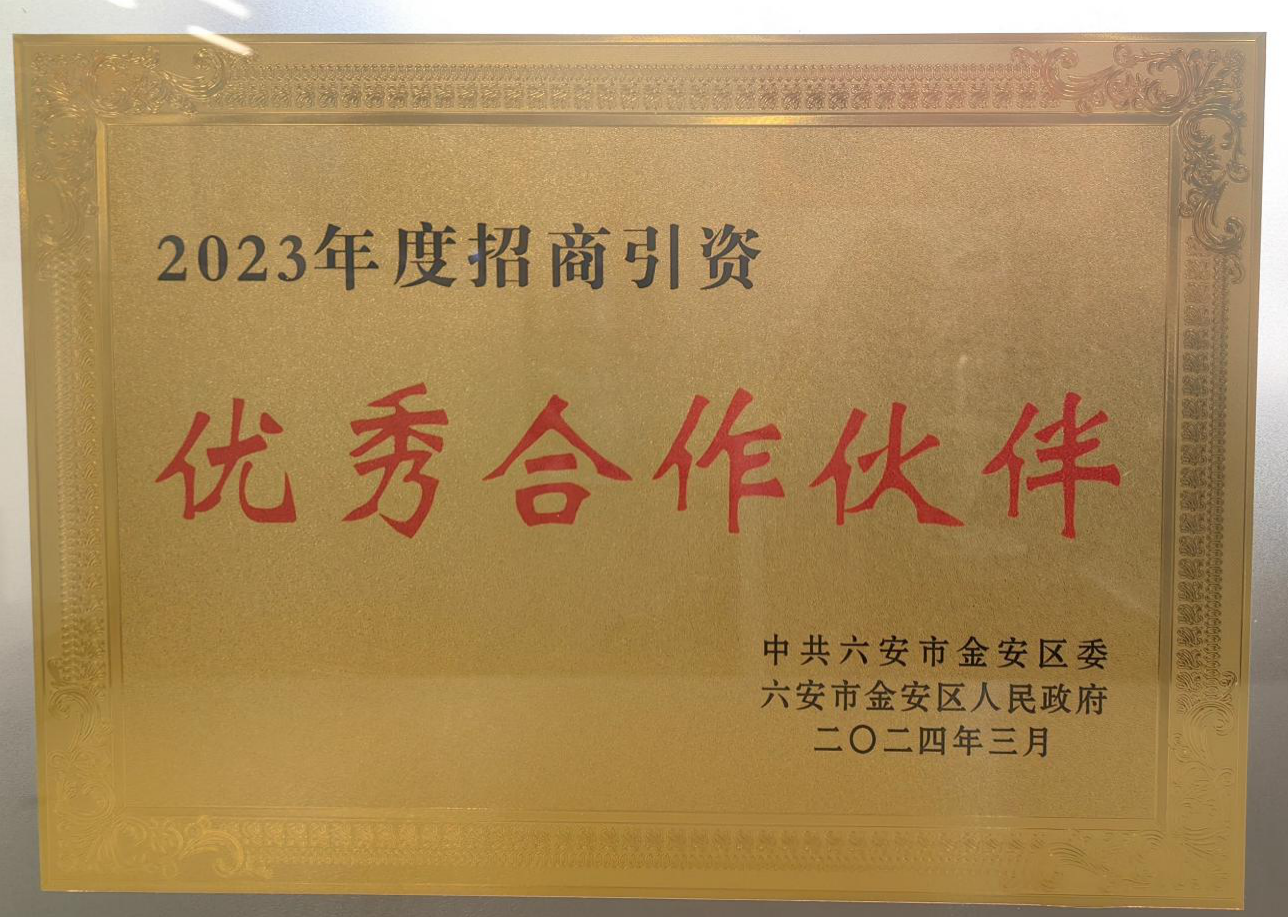 2023年度招商引资
优秀合作伙伴
中共六安市金安区委
六安市金安区人民政府
二〇二四年三月